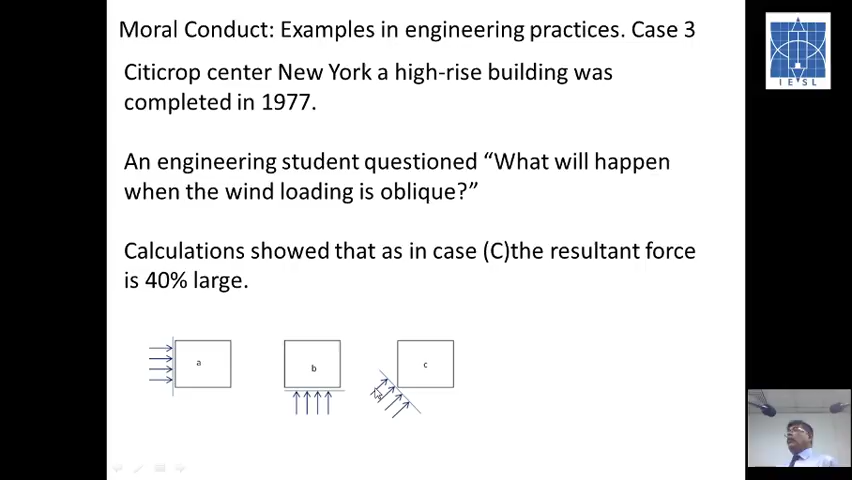 Moral Conduct: Examples in engineering practices. Case 3
Citicrop center New York a high-rise building was
completed in 1977.
An engineering student questioned “What will happen
when the wind loading is oblique?”
Calculations showed that as in case (C)the resultant force
is 40% large.
a
b
c
I E S L